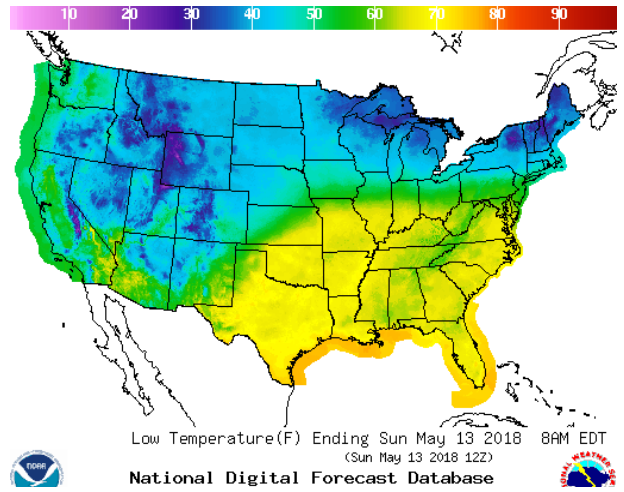 10 20 30 40 50 60 70 80 90
Low Temperature(F) Ending Sun May 13 2018 8AM EDT
(Sun May 13 2018 12Z)
National Digital Forecast Database
NOAA